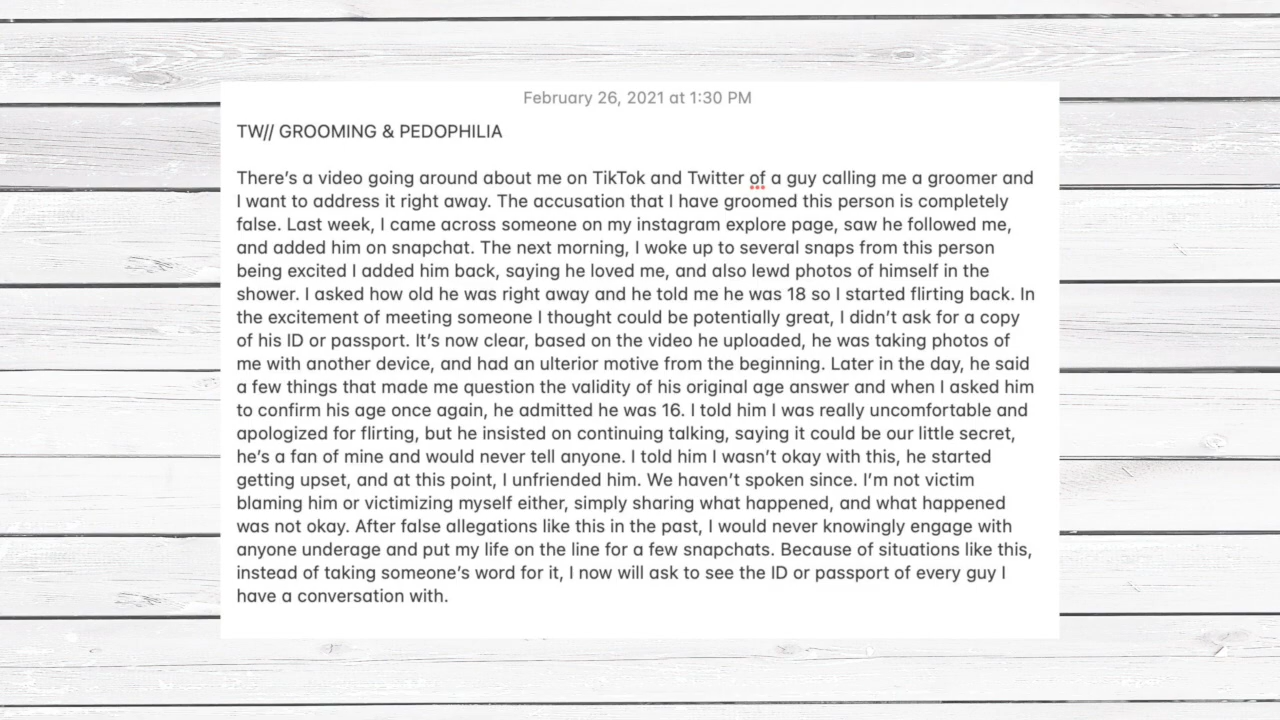 February 26, 2021 at 1:30 PM
TW// GROOMING & PEDOPHILIA
There's a video going around about me on TikTok and Twitter of a guy calling me a groomer and
I want to address it right away. The accusation that I have groomed this person is completely
false. Last week, I came across someone on my instagram explore page, saw he followed me,
and added him on snapchat. The next morning, I woke up to several snaps from this person
being excited I added him back, saying he loved me, and also lewd photos of himself in the
shower. I asked how old he was right away and he told me he was 18 so I started flirting back. In
the excitement of meeting someone I thought could be potentially great, I didn't ask for a copy
of his ID or passport. It's now clear, based on the video he uploaded, he was taking photos of
me with another device, and had an ulterior motive from the beginning. Later in the day, he said
a few things that made me question the validity of his original age answer and when I asked him
to confirm his age once again, he admitted he was 16. I told him I was really uncomfortable and
apologized for flirting, but he insisted on continuing talking, saying it could be our little secret,
he's a fan of mine and would never tell anyone. I told him I wasn't okay with this, he started
getting upset, and at this point, I unfriended him. We haven't spoken since. I'm not victim
blaming him or victimizing myself either, simply sharing what happened, and what happened
was not okay. After false allegations like this in the past, I would never knowingly engage with
anyone underage and put my life on the line for a few snapchats. Because of situations like this,
instead of taking someone's word for it, I now will ask to see the ID or passport of every guy I
have a conversation with.